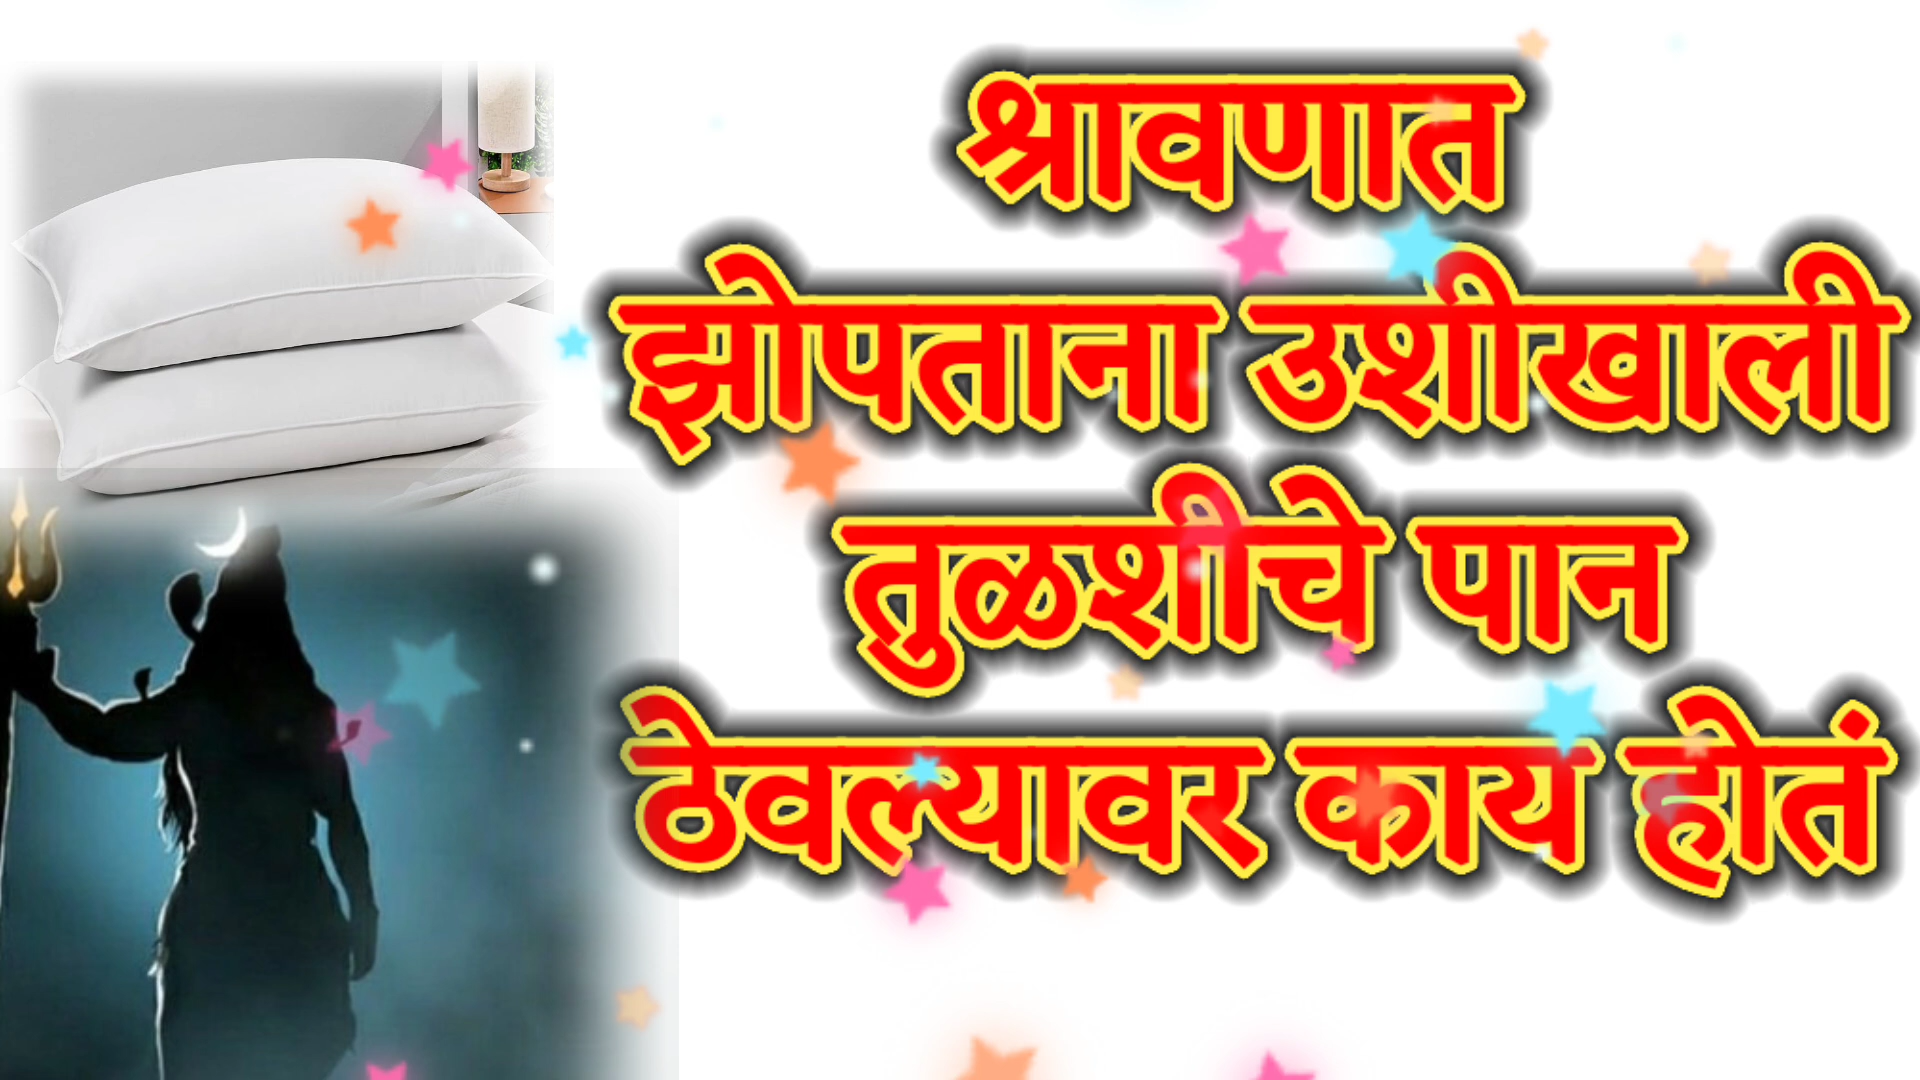 श्रावणात
झोपताना उशीखाली
तुळशीचे पान
ठेवल्यावर काय होतं